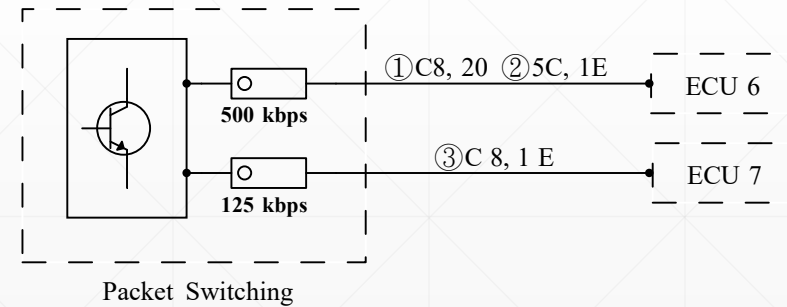 ①C8, 20 ②5C, 1E
ECU 6
500 kbps
③C 8, 1 E
ECU 7
125 kbps
Packet Switching